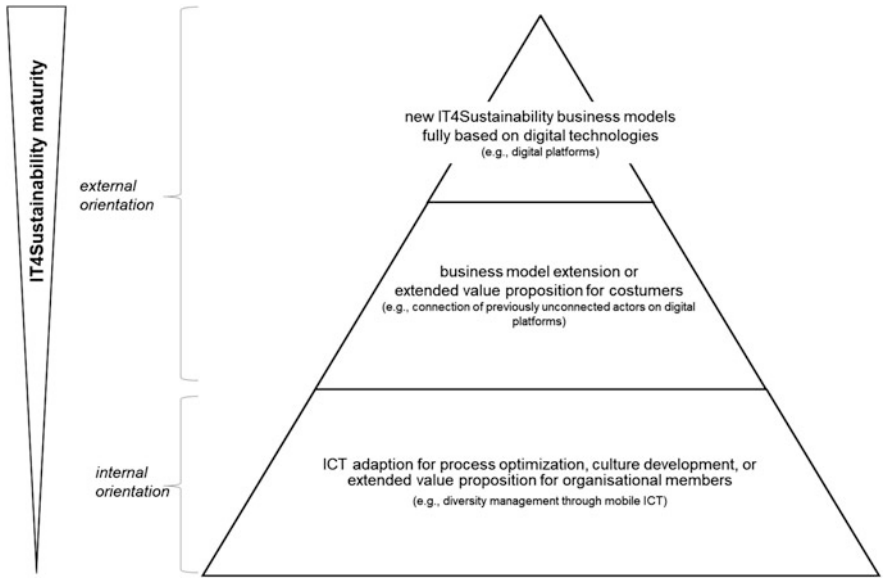 IT4Sustainability maturity
external
orientation
internal
orientation
new IT4Sustainability business models
fully based on digital technologies
(e.g., digital platforms)
business model extension or
extended value proposition for costumers
(e.g., connection of previously unconnected actors on digital
platforms)
ICT adaption for process optimization, culture development, or
extended value proposition for organisational members
(e.g., diversity management through mobile ICT)